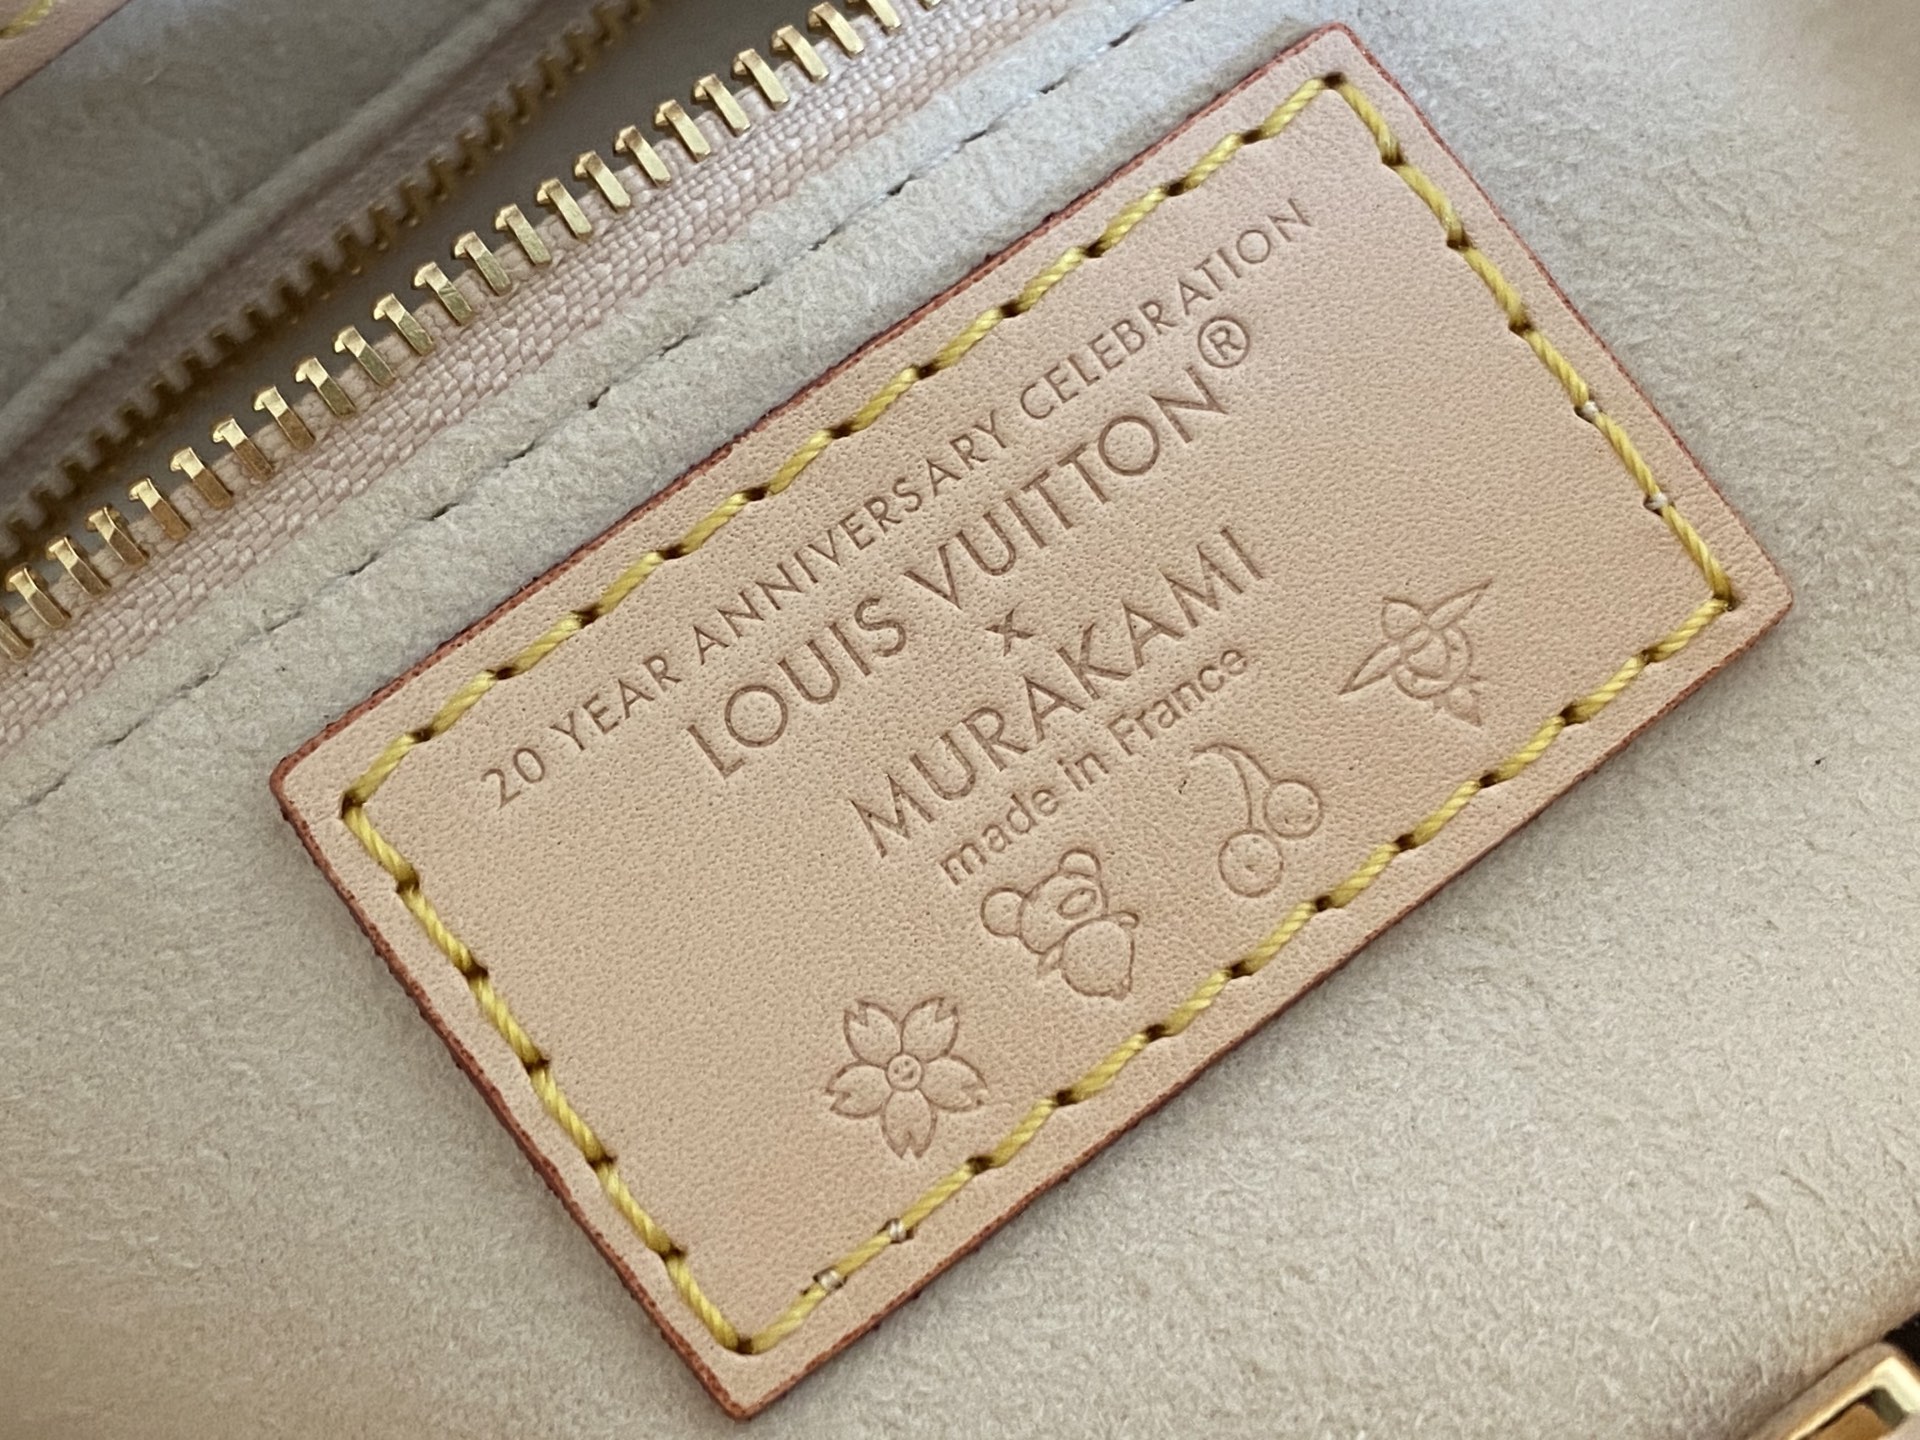 20 YEAR ANNIVERSARY CELEBRATION
LOUIS VUITTON®
x
MURAKAMI
made in France